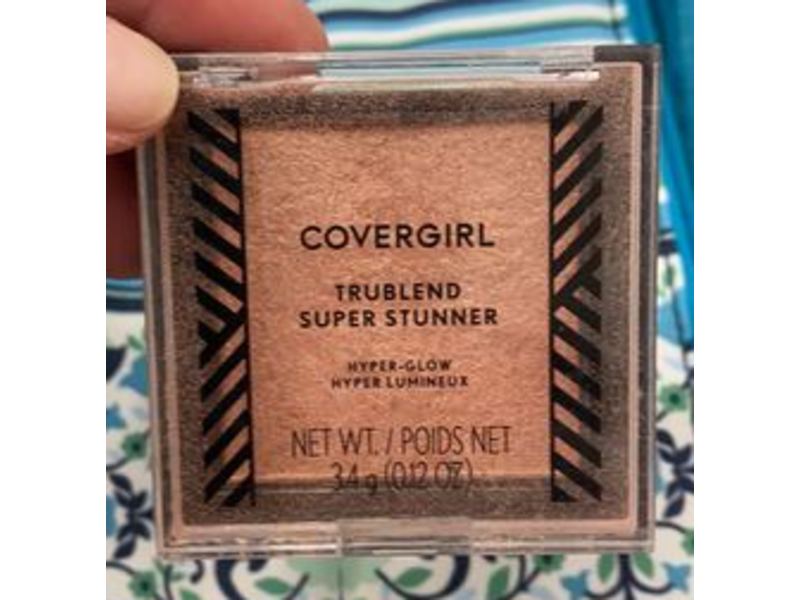 COVERGIRL
TRUBLEND
SUPER STUNNER
HYPER-GLOW
HYPER LUMINEUX
NET WT. / POIDS NET
3.4 g (0.12 OZ)